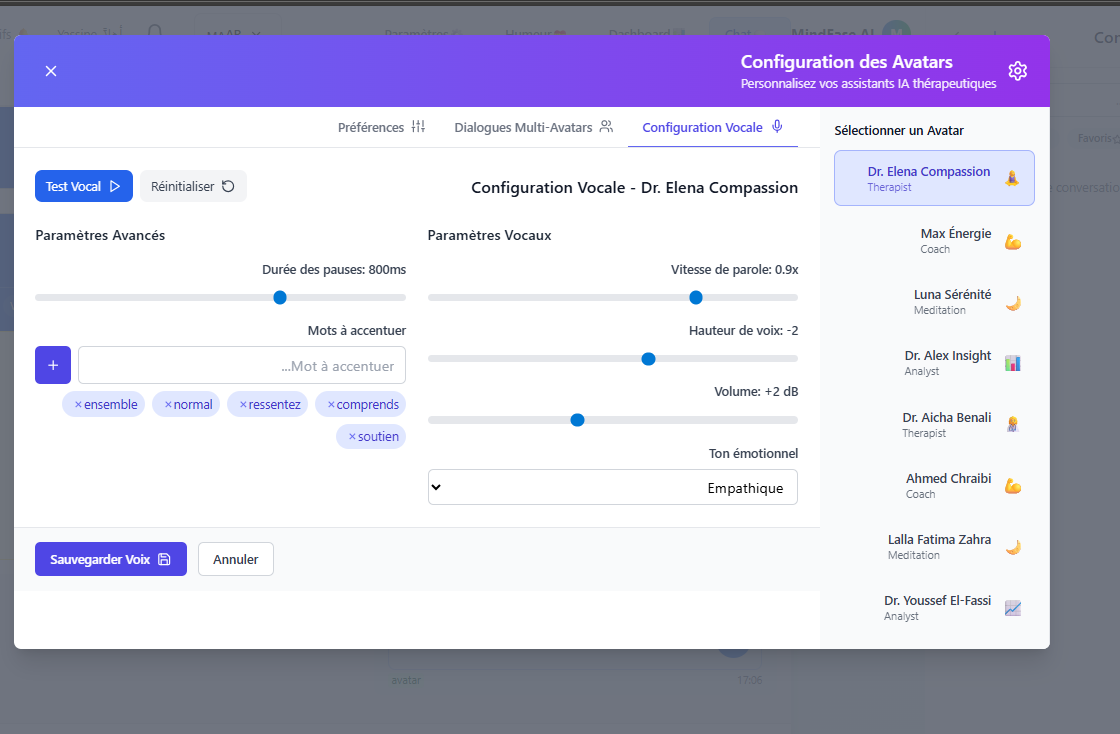 Configuration des Avatars
Personnalisez vos assistants IA thérapeutiques
Préférences
Dialogues Multi-Avatars
Configuration Vocale
Test Vocal
Réinitialiser
Configuration Vocale - Dr. Elena Compassion
Paramètres Avancés
Durée des pauses: 800ms
Mots à accentuer
+
...Mot à accentuer
×ensemble
×normal
×ressentez
×comprends
×soutien
Paramètres Vocaux
Vitesse de parole: 0.9x
Hauteur de voix: -2
Volume: +2 dB
Ton émotionnel
Empathique
Sauvegarder Voix
Annuler
Sélectionner un Avatar
Dr. Elena Compassion
Therapist
Max Énergie
Coach
Luna Sérénité
Meditation
Dr. Alex Insight
Analyst
Dr. Aicha Benali
Therapist
Ahmed Chraibi
Coach
Lalla Fatima Zahra
Meditation
Dr. Youssef El-Fassi
Analyst
Favoris
avatar
17:06